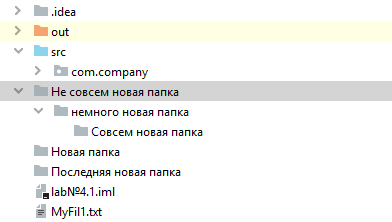 .idea
out
src
com.company
Не совсем новая папка
немного новая папка
Совсем новая папка
Новая папка
Последняя новая папка
lab№4.1.iml
MyFil1.txt